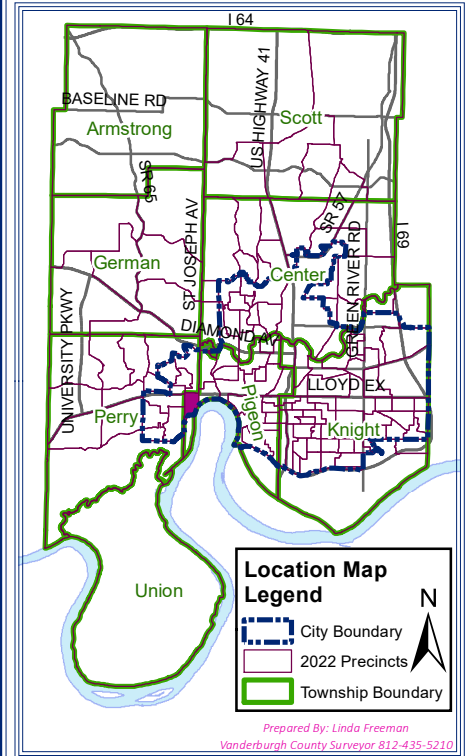 I 64
BASELINE RD
Armstrong
US HIGHWAY 41
Scott
SR 65
ST JOSEPH AV
SR 57
I 69
German
Center
GREEN RIVER RD
UNIVERSITY PKWY
DIAMOND AV
LLOYD EX
Perry
Pigeon
Knight
Union
Location Map
Legend
N
City Boundary
2022 Precincts
Township Boundary
Prepared By: Linda Freeman
Vanderburgh County Surveyor 812-435-5210